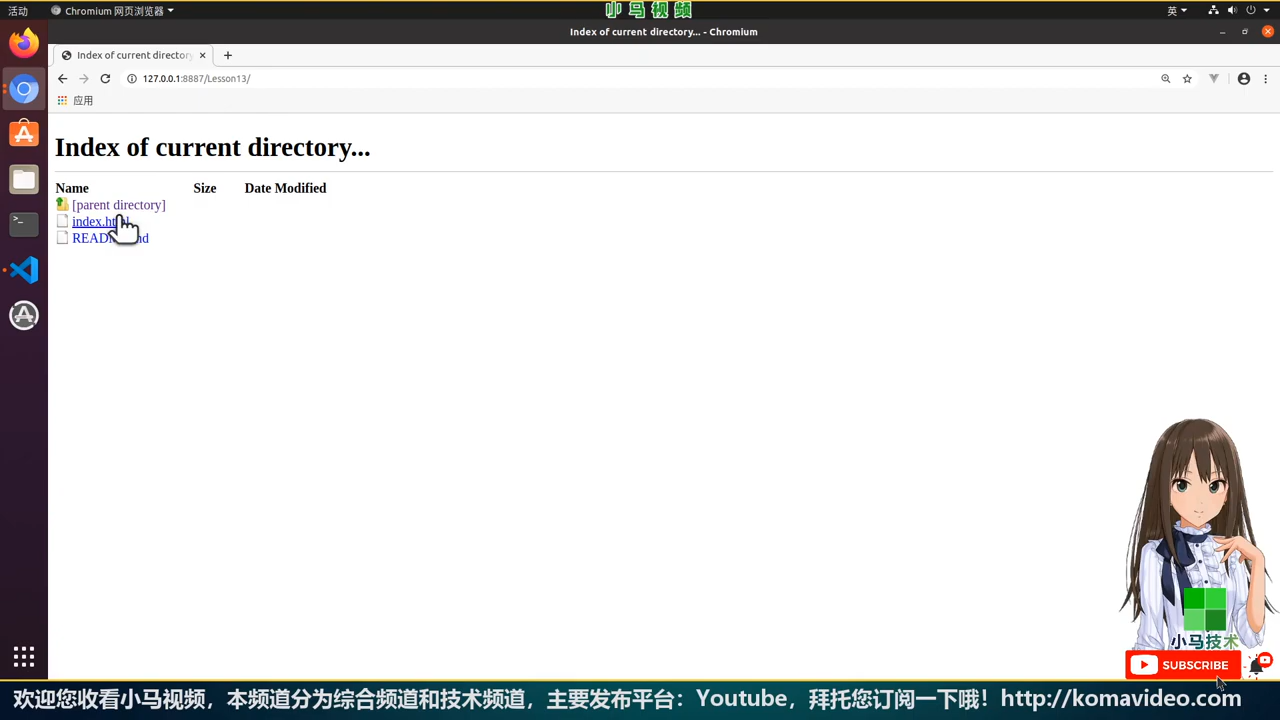 活动
Chromium 网页浏览器
小马视频
英
Index of current directory... - Chromium
Index of current directory
127.0.0.1:8887/Lesson13/
应用
Index of current directory...
Name Size Date Modified
[parent directory]
小马技术
SUBSCRIBE
欢迎您收看小马视频，本频道分为综合频道和技术频道，主要发布平台：Youtube，拜托您订阅一下哦！http://komavideo.com